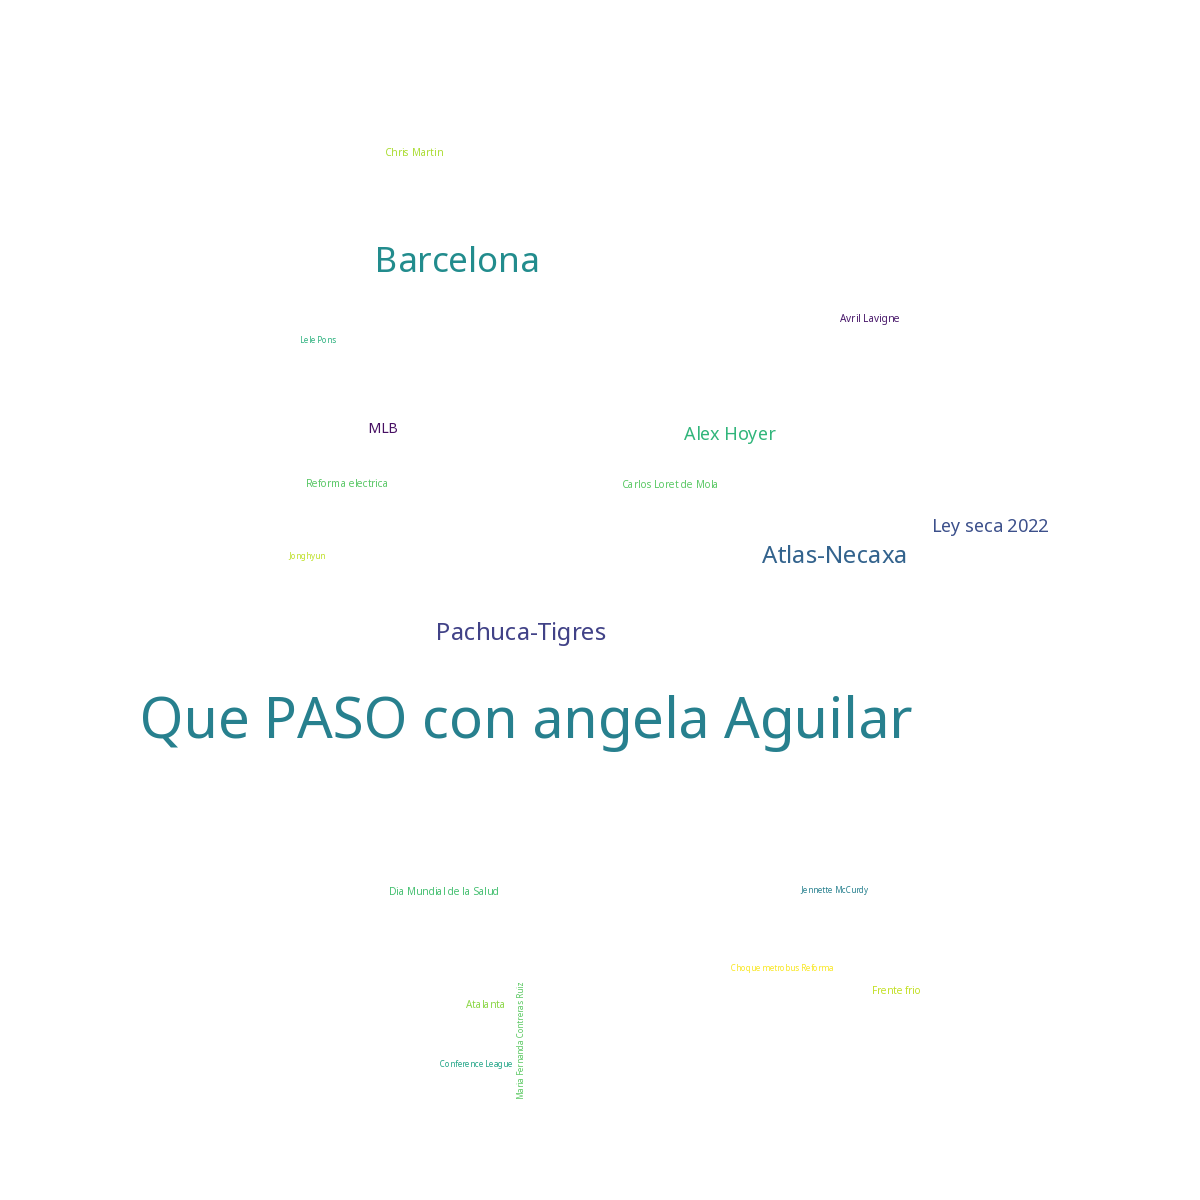 Chris Martin
Barcelona
Avril Lavigne
Lele Pons
MLB
Alex Hoyer
Reforma electrica
Carlos Loret de Mola
Ley seca 2022
Atlas-Necaxa
Jonghyun
Pachuca-Tigres
Que PASO con angela Aguilar
Dia Mundial de la Salud
Jennette McCurdy
Choque metrobus Reforma
Frente frio
Atalanta
Maria Fernanda Contreras Ruiz
Conference League